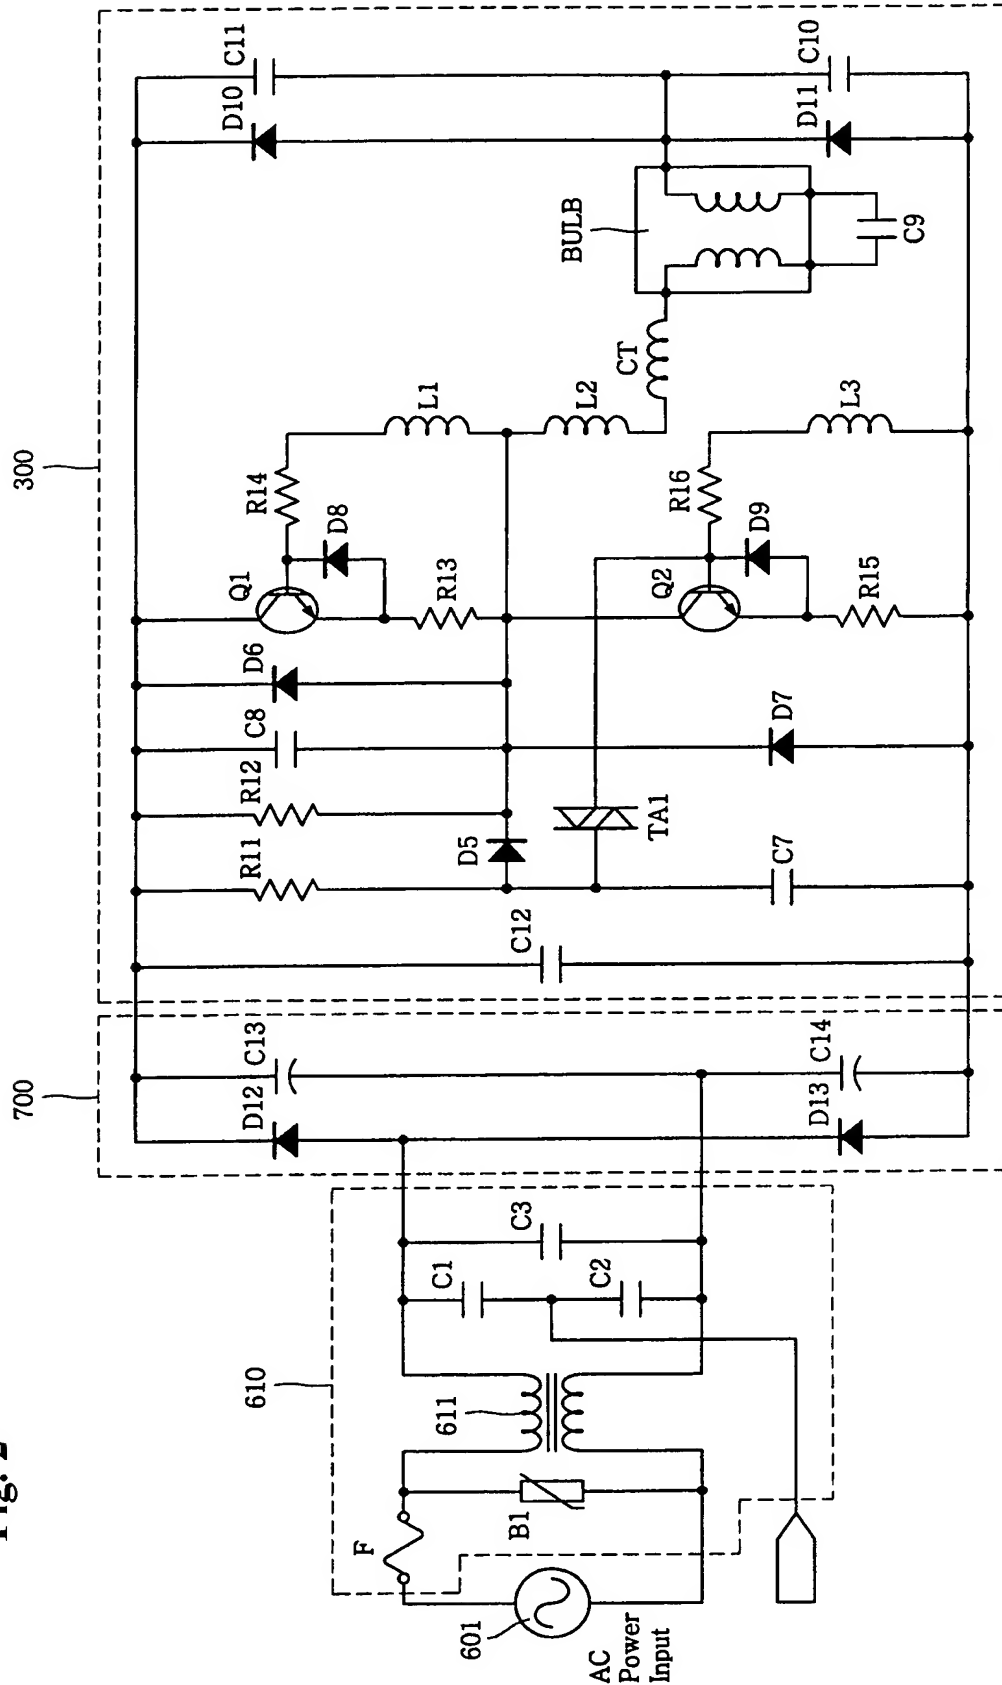 Fig. 2
610
700
300
F
611
601
AC
Power
Input
B1
C1
C2
C3
D12
C13
D13
C14
C12
R11
R12
C8
D6
Q1
D8
R14
R13
D5
TA1
C7
D7
Q2
D9
R16
R15
L1
L2
L3
CT
BULB
C9
D10
C11
D11
C10